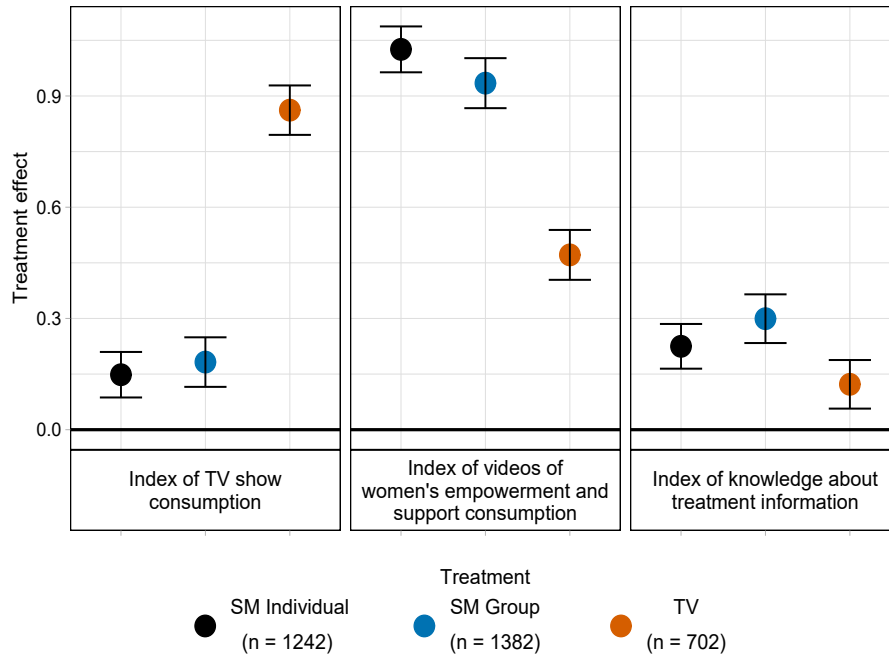 Treatment effect
0.9
0.6
0.3
0.0
Index of TV show
consumption
Index of videos of
women's empowerment and
support consumption
Index of knowledge about
treatment information
Treatment
SM Individual
(n = 1242)
SM Group
(n = 1382)
TV
(n = 702)